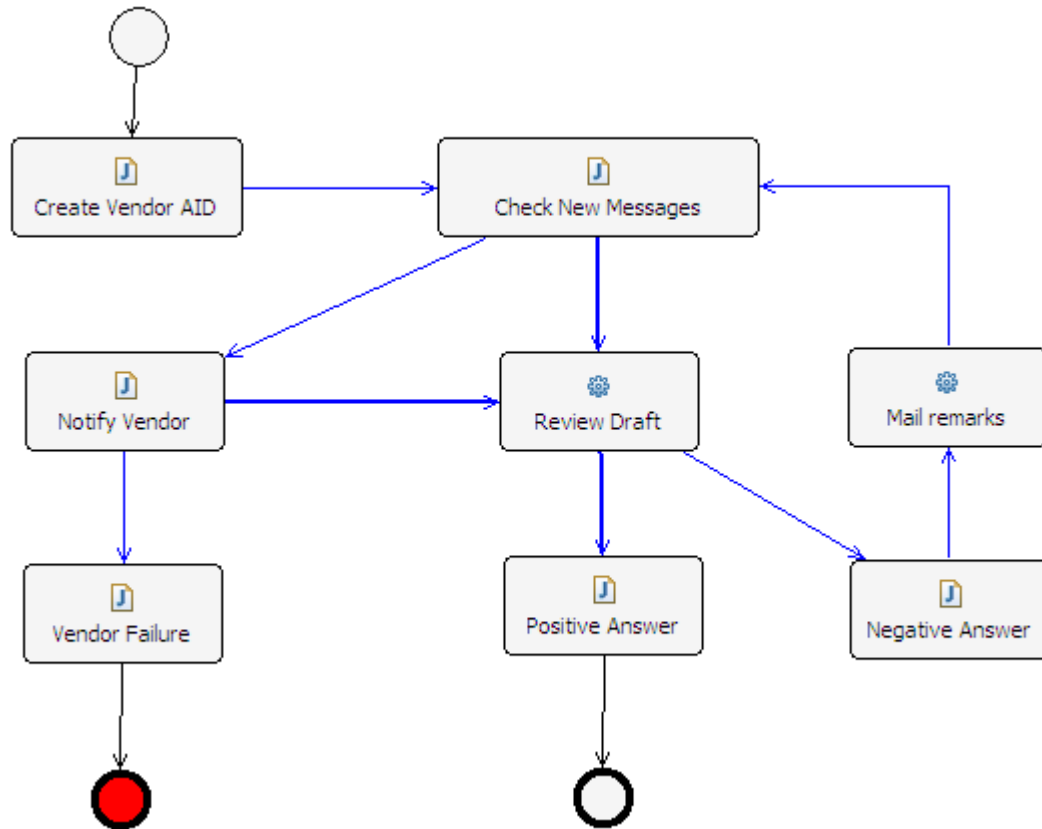 Create Vendor AID
Check New Messages
Notify Vendor
Review Draft
Mail remarks
Vendor Failure
Positive Answer
Negative Answer